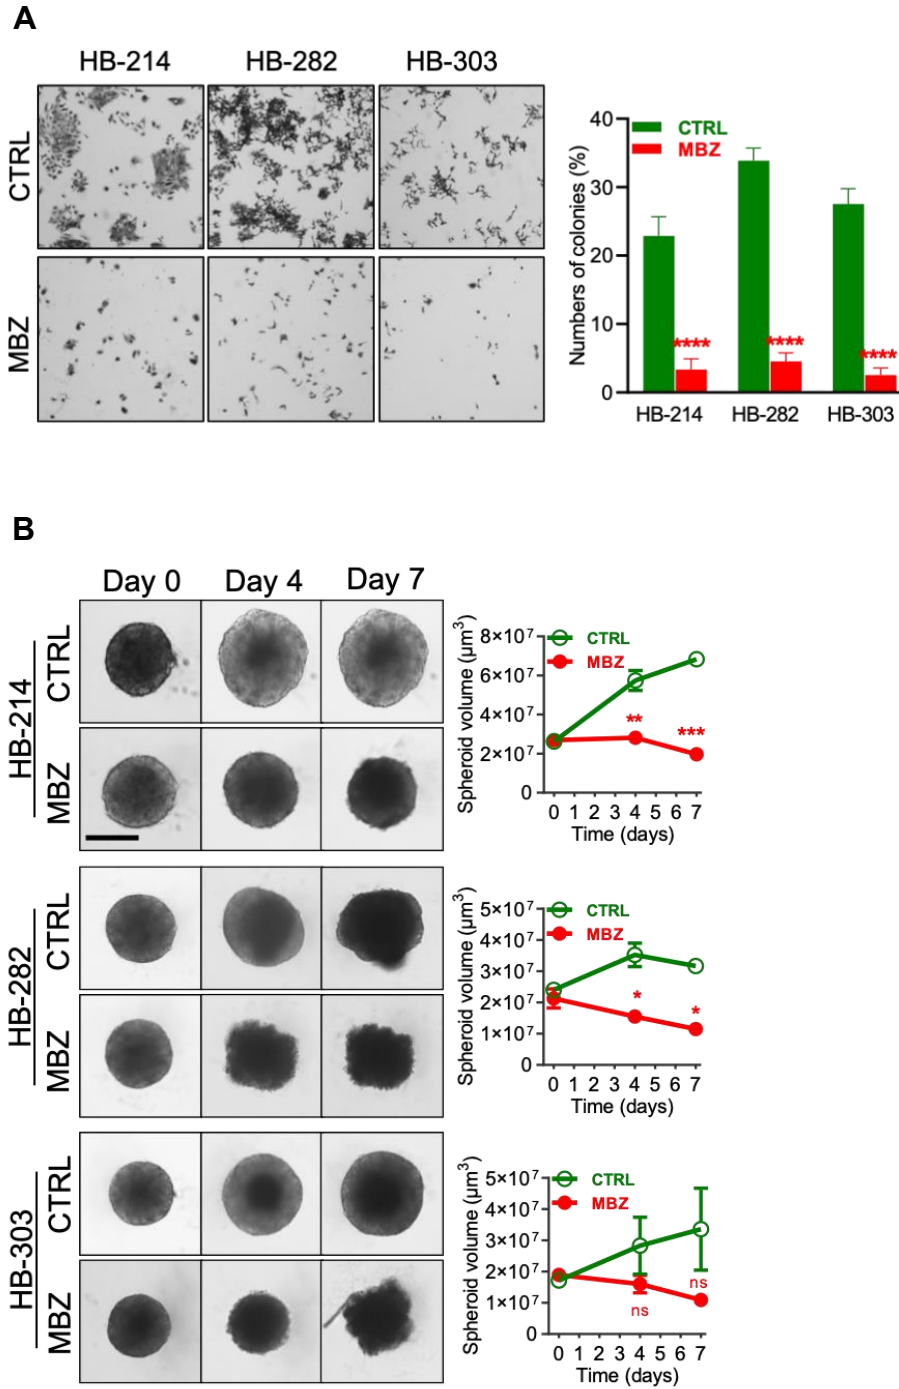 A
HB-214 HB-282 HB-303
CTRL
MBZ
Numbers of colonies (%)
40
30
20
10
0
CTRL
MBZ
**** **** ****
HB-214 HB-282 HB-303
B
Day 0 Day 4 Day 7
HB-214
CTRL
MBZ
Spheroid volume (µm³)
8×10⁷
6×10⁷
4×10⁷
2×10⁷
0
CTRL
MBZ
** ***
0 1 2 3 4 5 6 7
Time (days)
HB-282
CTRL
MBZ
Spheroid volume (µm³)
5×10⁷
4×10⁷
3×10⁷
2×10⁷
1×10⁷
0
CTRL
MBZ
* *
0 1 2 3 4 5 6 7
Time (days)
HB-303
CTRL
MBZ
Spheroid volume (µm³)
5×10⁷
4×10⁷
3×10⁷
2×10⁷
1×10⁷
0
CTRL
MBZ
ns ns
0 1 2 3 4 5 6 7
Time (days)